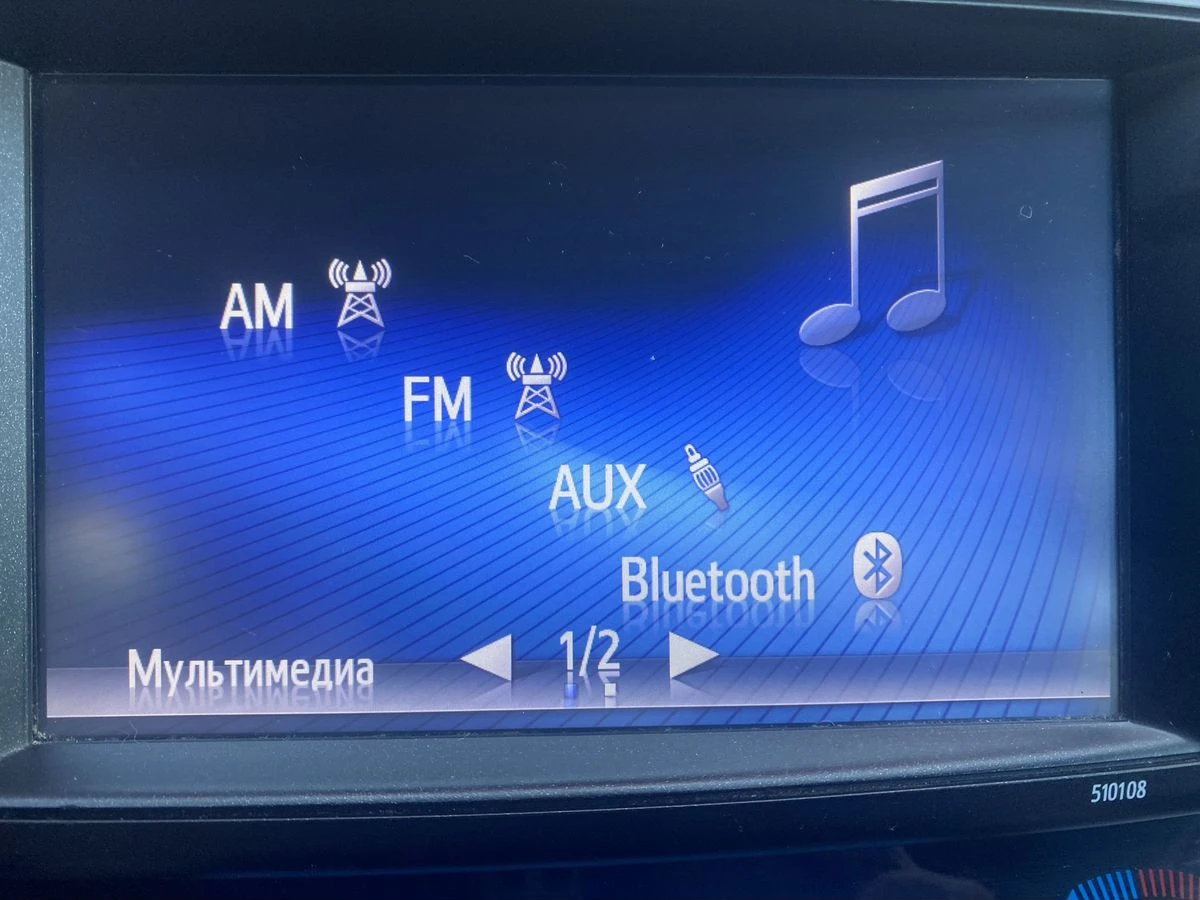 AM
FM
AUX
Bluetooth
Мультимедиа 1/2
510108